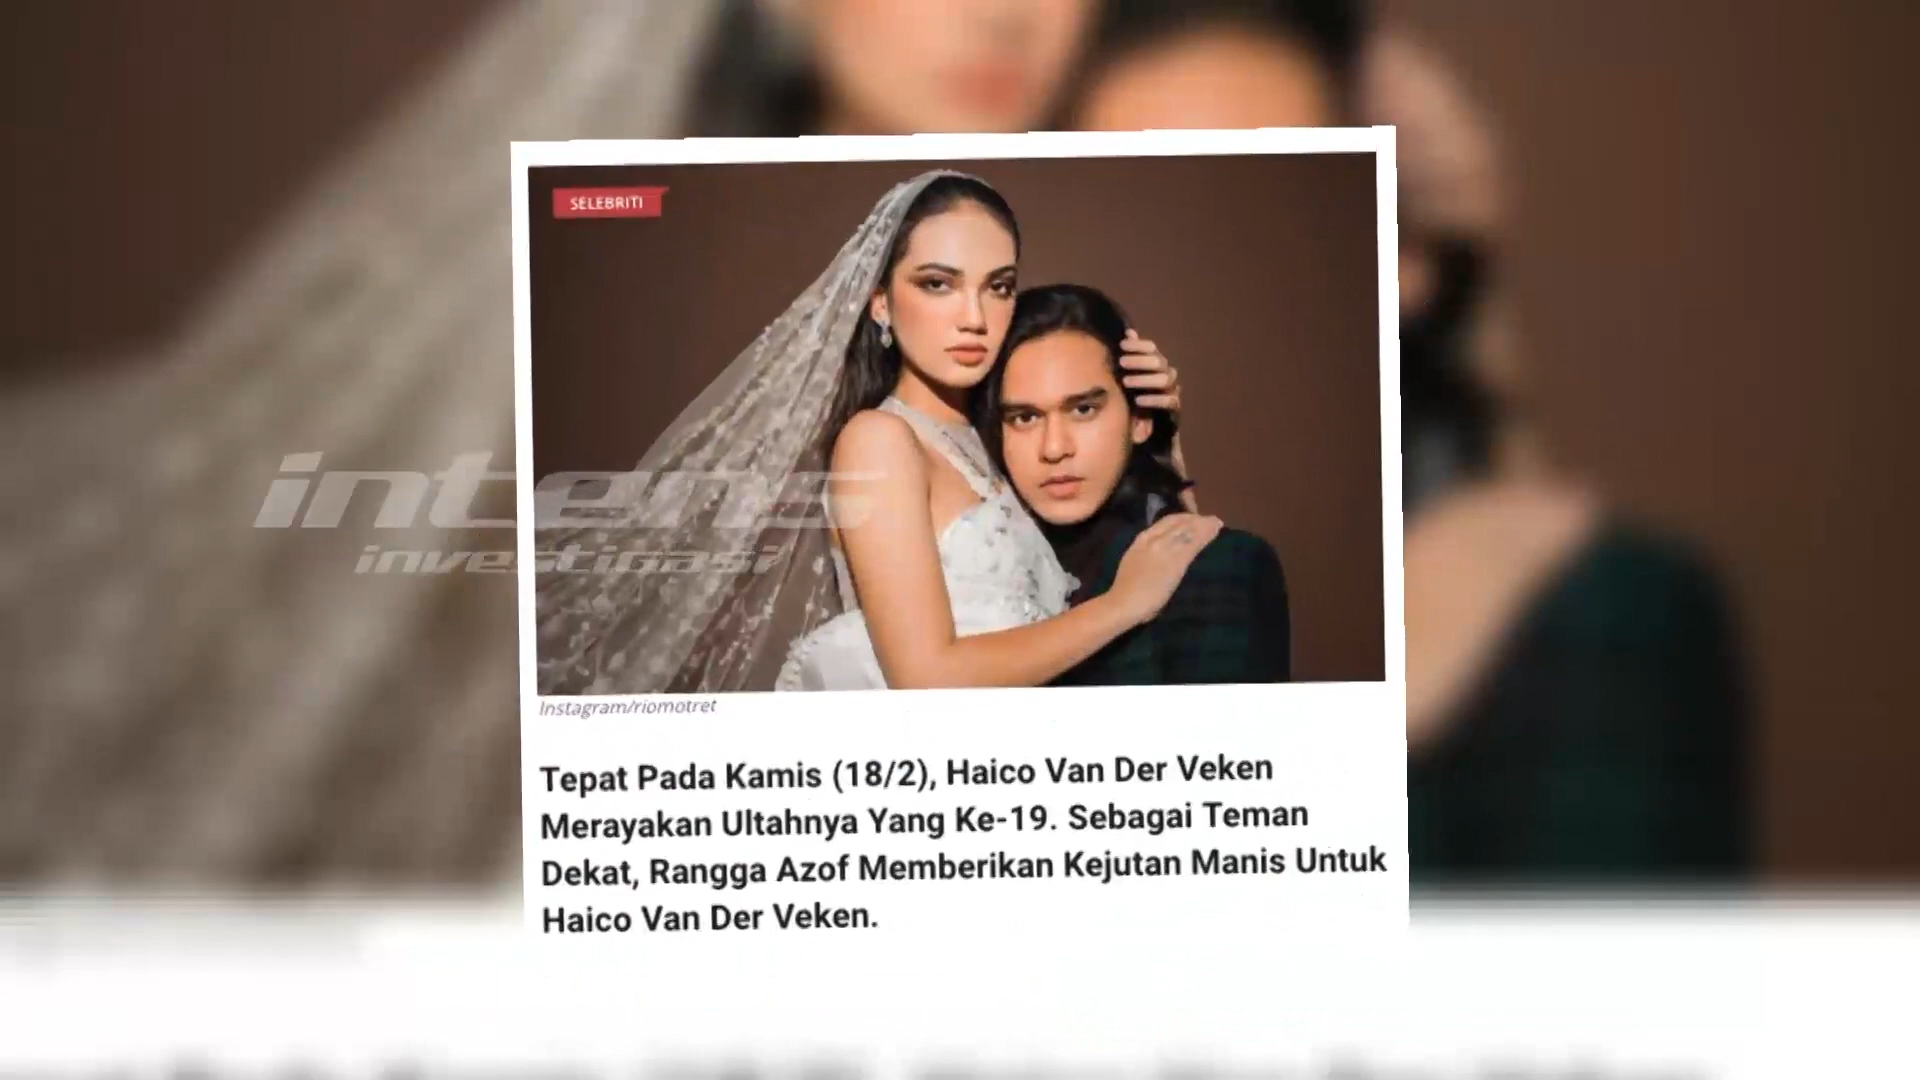 SELEBRITI
intens
investigasi
Instagram/riomotret
Tepat Pada Kamis (18/2), Haico Van Der Veken
Merayakan Ultahnya Yang Ke-19. Sebagai Teman
Dekat, Rangga Azof Memberikan Kejutan Manis Untuk
Haico Van Der Veken.